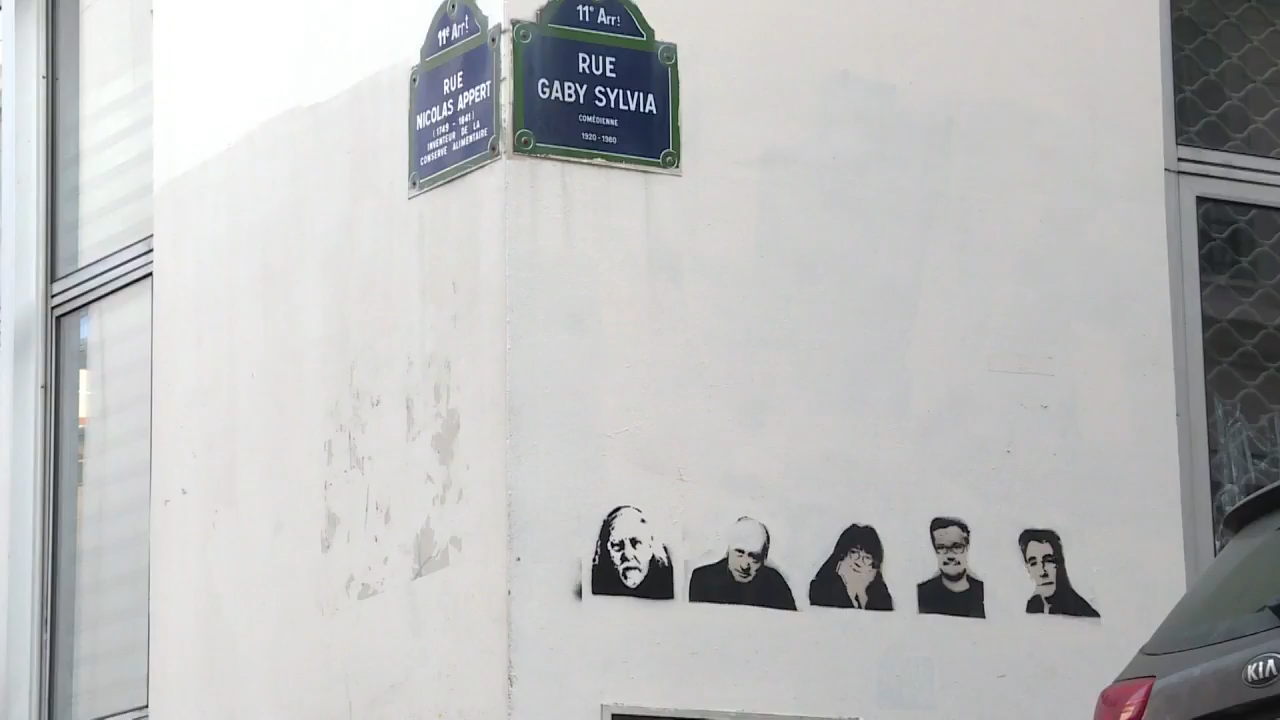 11e Arrt
RUE
NICOLAS APPERT
(1749 - 1841)
INVENTEUR DE LA
CONSERVE ALIMENTAIRE
11e Arrt
RUE
GABY SYLVIA
COMÉDIENNE
1920-1980
KIA